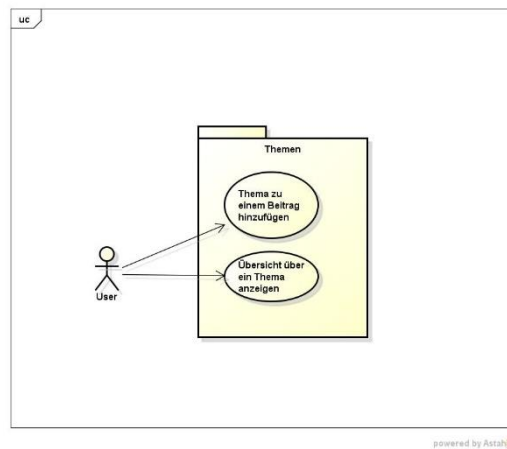 uc
Themen
Thema zu
einem Beitrag
hinzufügen
Übersicht über
ein Thema
anzeigen
User
powered by Astah